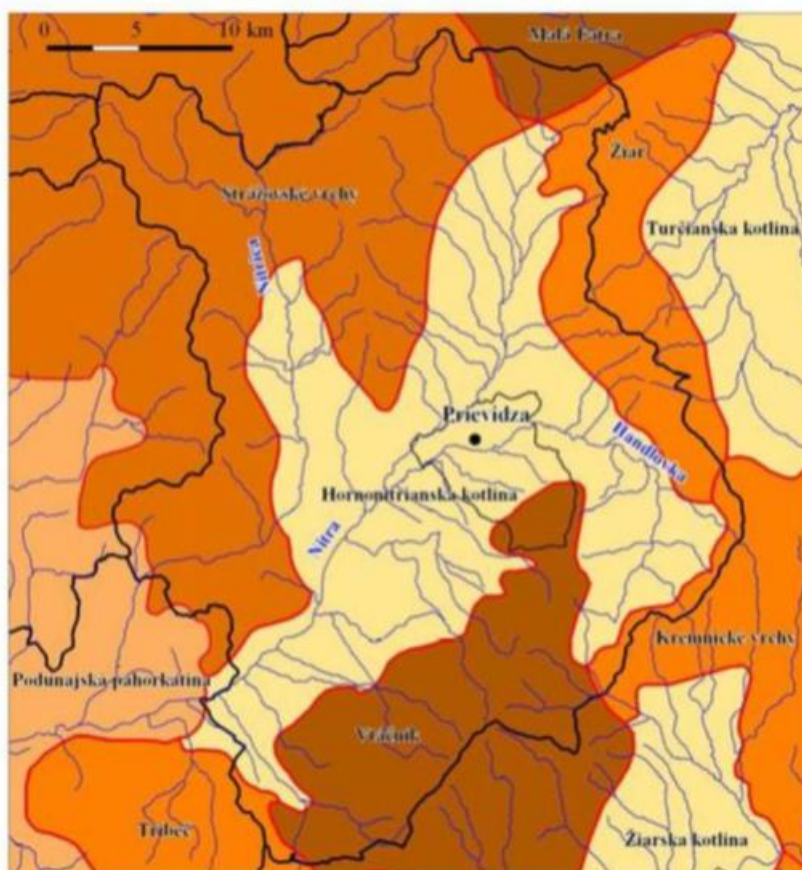 0 5 10 km
Malá Fatra
Žiar
Strážovské vrchy
Turčianska kotlina
Nitrica
Prievidza
Handlovka
Hornonitrianska kotlina
Nitra
Kremnické vrchy
Podunajská pahorkatina
Vtáčnik
Tríbeč
Žiarska kotlina